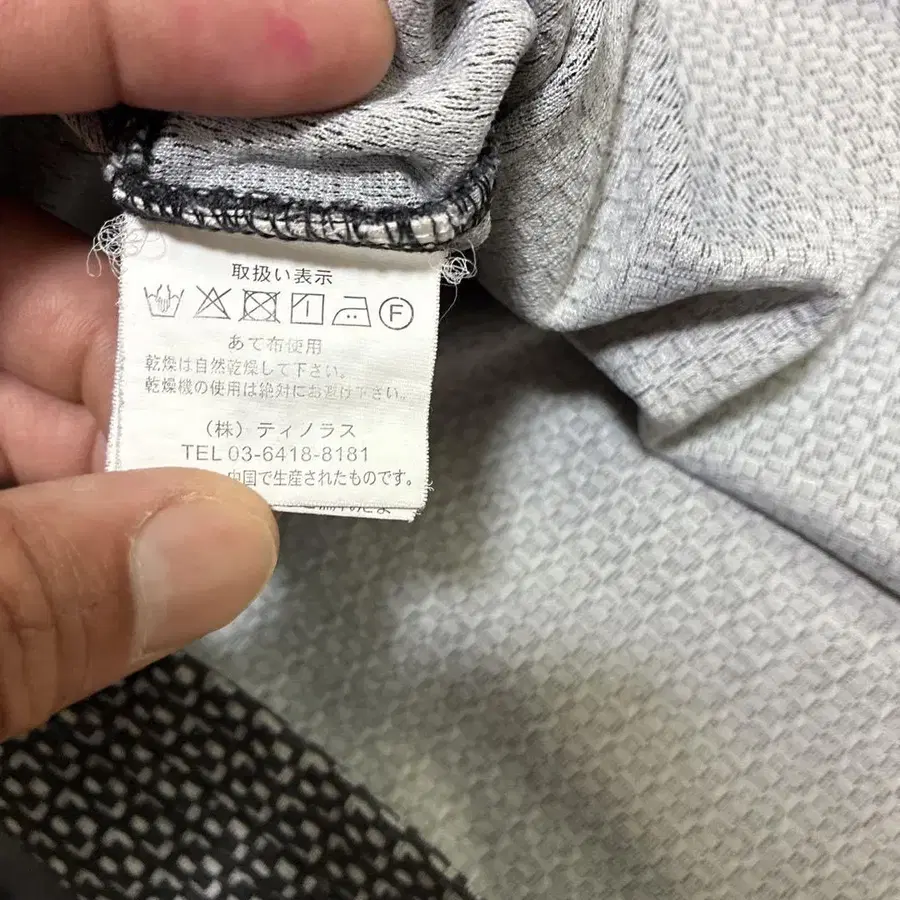 取扱い表示
F
あて布使用
乾燥は自然乾燥して下さい。
乾燥機の使用は絶対にお避け下さい。
（株）ティノラス
TEL 03-6418-8181
中国で生産されたものです。